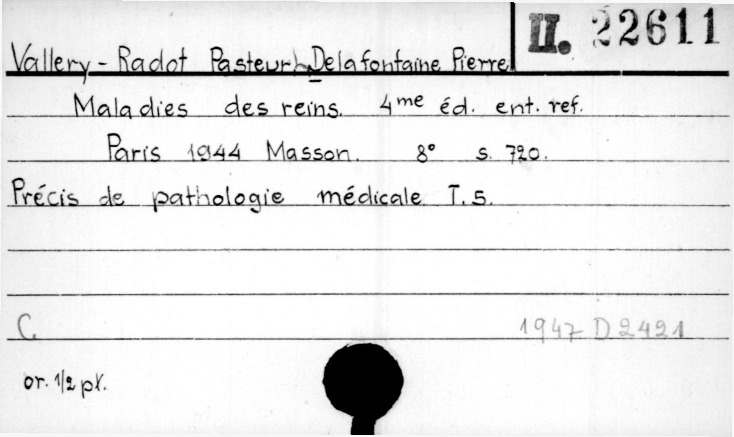 II. 22611
Vallery-Radot Pasteur, Delafontaine Pierre
Maladies des reins. 4me éd. ent. ref.
Paris 1944 Masson. 8° s. 720.
Précis de pathologie médicale. T. 5.
C. 1947 D 2421
or. 1/2 pł.